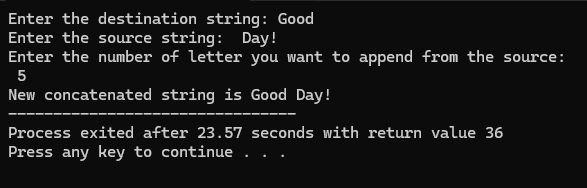 Enter the destination string: Good
Enter the source string:  Day!
Enter the number of letter you want to append from the source:
 5
New concatenated string is Good Day!
--------------------------------
Process exited after 23.57 seconds with return value 36
Press any key to continue . . .